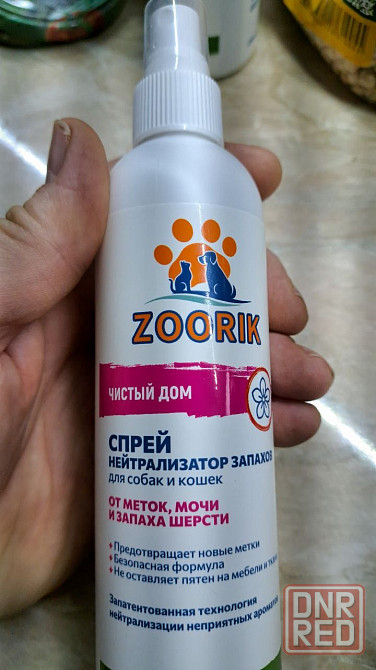 ZOORIK
ЧИСТЫЙ ДОМ
СПРЕЙ
НЕЙТРАЛИЗАТОР ЗАПАХОВ
для собак и кошек
ОТ МЕТОК, МОЧИ
И ЗАПАХА ШЕРСТИ
• Предотвращает новые метки
• Безопасная формула
• Не оставляет пятен на мебели и
Запатентованная технология
нейтрализации неприятных ароматов
DNR
RED